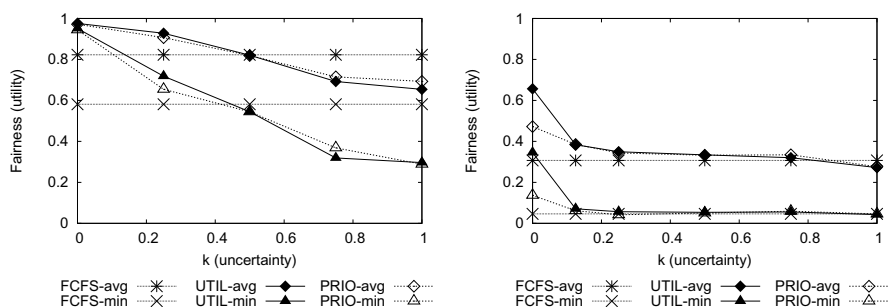 1
0.8
0.6
0.4
0.2
0
Fairness (utility)
0 0.2 0.4 0.6 0.8 1
k (uncertainty)
FCFS-avg UTIL-avg PRIO-avg
FCFS-min UTIL-min PRIO-min
1
0.8
0.6
0.4
0.2
0
Fairness (utility)
0 0.2 0.4 0.6 0.8 1
k (uncertainty)
FCFS-avg UTIL-avg PRIO-avg
FCFS-min UTIL-min PRIO-min